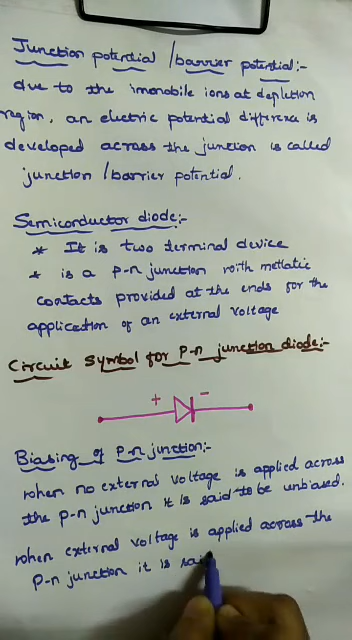 Junction potential / barrier potential:-
due to the immobile ions at depletion
region, an electric potential difference is
developed across the junction is called
junction / barrier potential.
Semiconductor diode:-
* It is two terminal device
* is a p-n junction with metlatic
contacts provided at the ends for the
application of an external voltage
Circuit Symbol for P-n junction diode:-
+ -
Biasing of P-n junction:-
when no external voltage is applied across
the p-n junction it is said to be unbiased.
when external voltage is applied across the
p-n junction it is sai